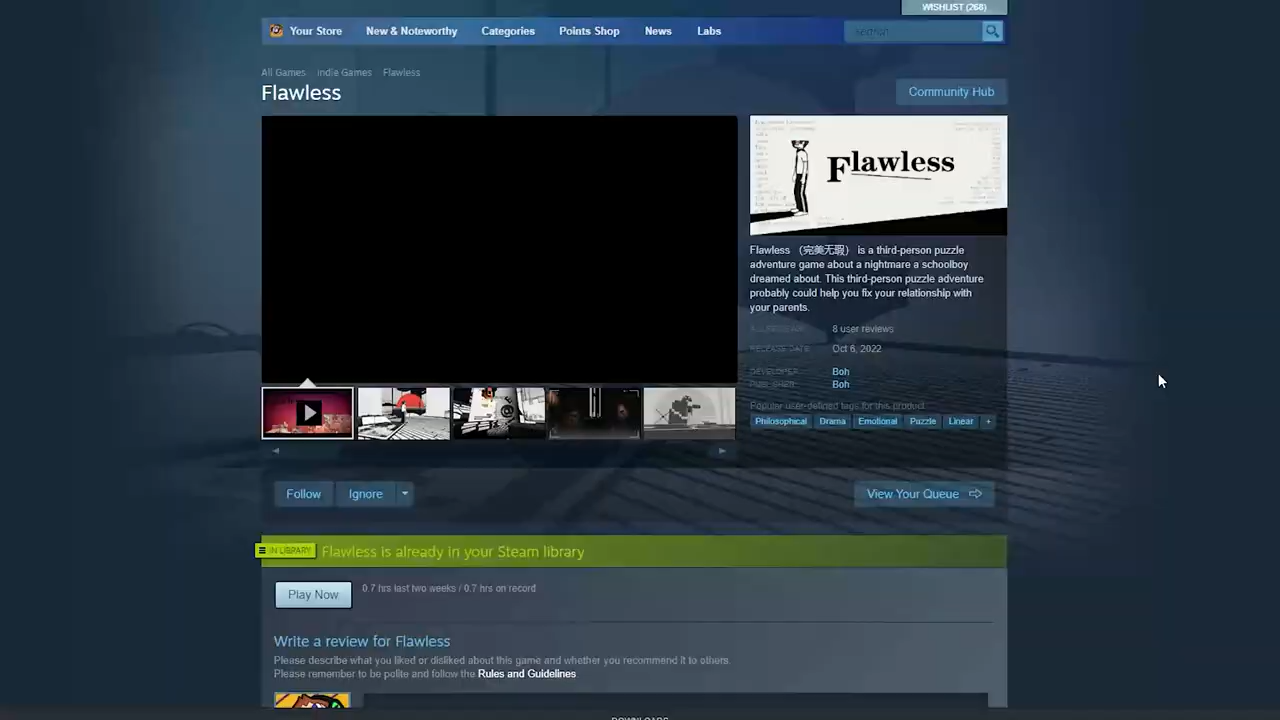 WISHLIST (268)
Your Store New & Noteworthy Categories Points Shop News Labs search
All Games Indie Games Flawless
Flawless
Community Hub
Flawless
Flawless （完美无瑕） is a third-person puzzle
adventure game about a nightmare a schoolboy
dreamed about. This third-person puzzle adventure
probably could help you fix your relationship with
your parents.
8 user reviews
RELEASE DATE: Oct 6, 2022
DEVELOPER: Boh
PUBLISHER: Boh
Popular user-defined tags for this product:
Philosophical Drama Emotional Puzzle Linear +
Follow Ignore View Your Queue
IN LIBRARY Flawless is already in your Steam library
Play Now 0.7 hrs last two weeks / 0.7 hrs on record
Write a review for Flawless
Please describe what you liked or disliked about this game and whether you recommend it to others.
Please remember to be polite and follow the Rules and Guidelines